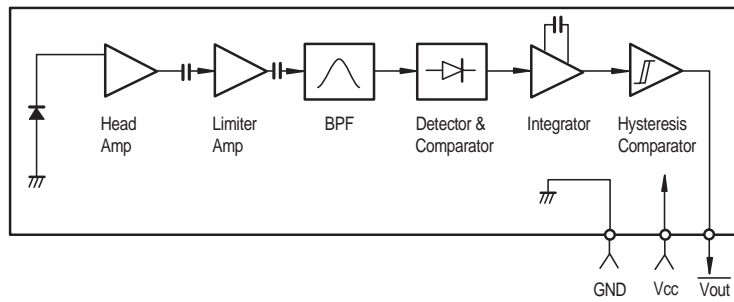 Head
Amp
Limiter
Amp
BPF
Detector &
Comparator
Integrator
Hysteresis
Comparator
GND
Vcc
Vout